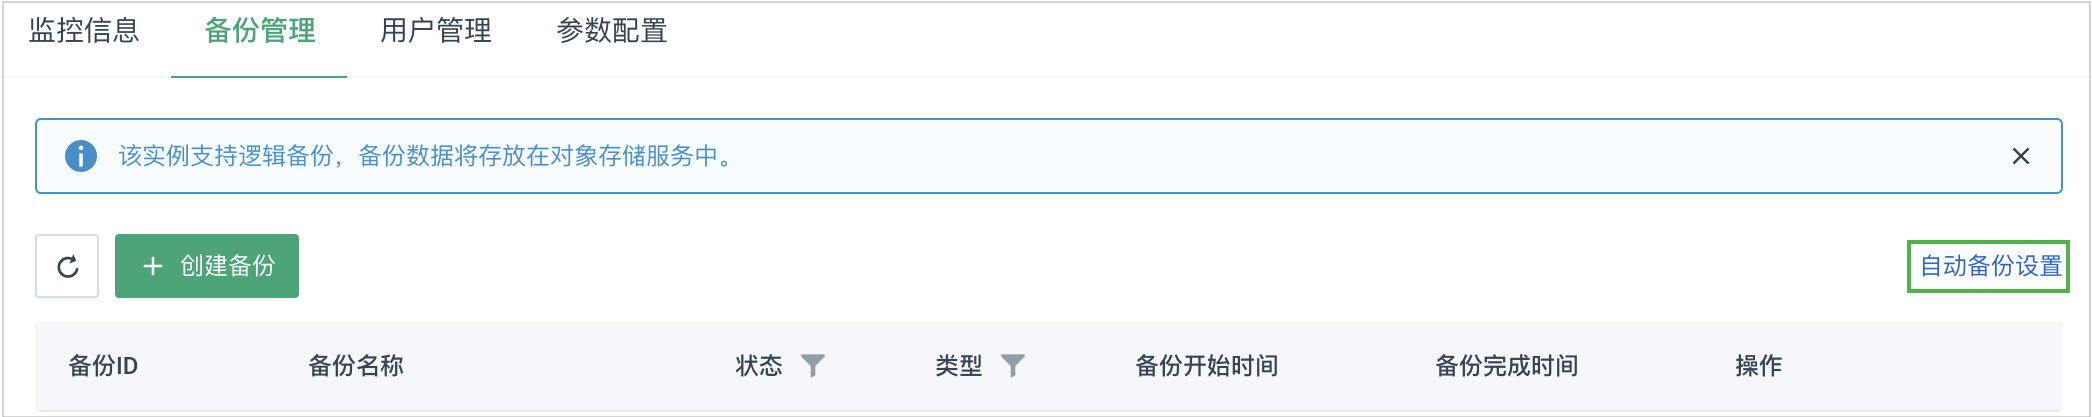 监控信息 备份管理 用户管理 参数配置
该实例支持逻辑备份，备份数据将存放在对象存储服务中。
创建备份 自动备份设置
备份ID 备份名称 状态 类型 备份开始时间 备份完成时间 操作